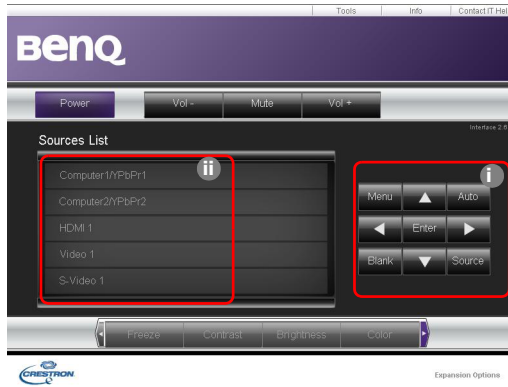 Tools Info Contact IT Hel
BenQ
Power Vol - Mute Vol +
Interface 2.6
Sources List
ii
i
Computer1/YPbPr1
Computer2/YPbPr2
HDMI 1
Video 1
S-Video 1
Menu Auto
Enter
Blank Source
Freeze Contrast Brightness Color
CRESTRON
Expansion Options